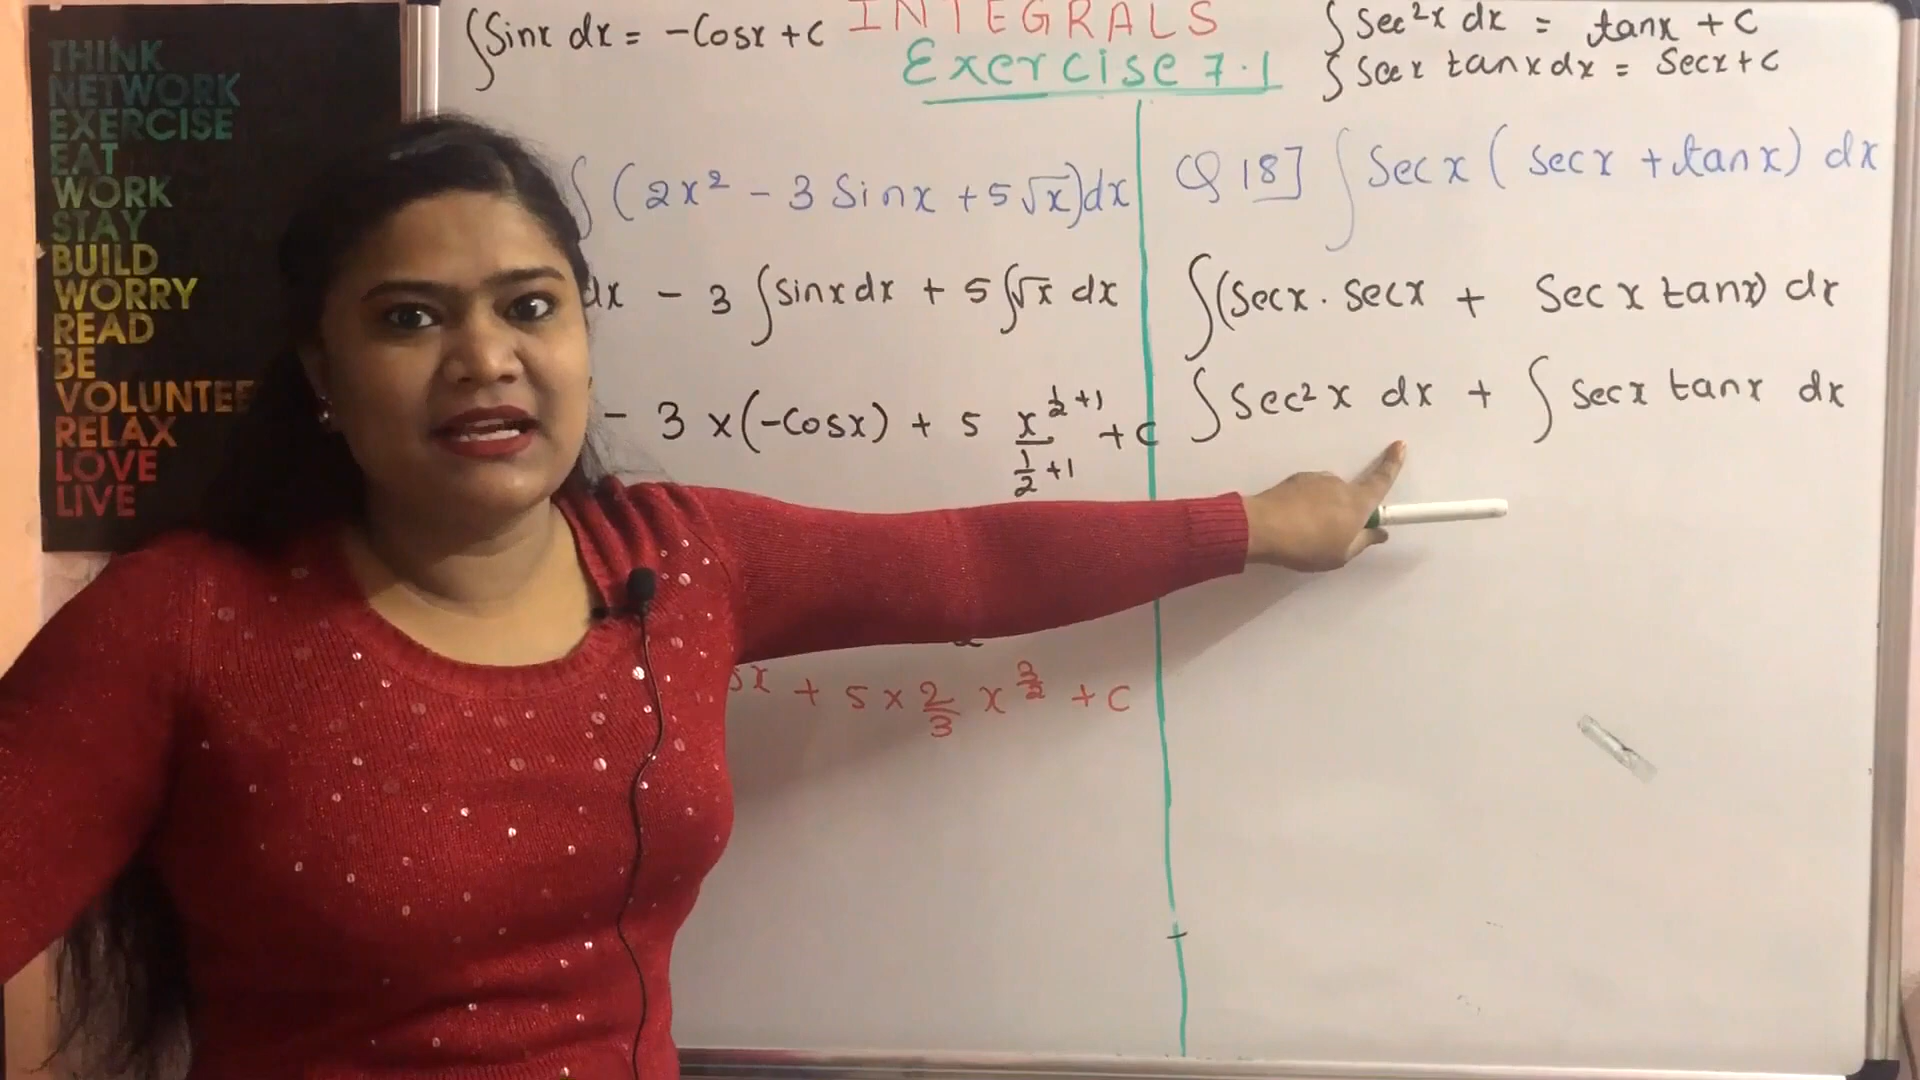 THINK
NETWORK
EXERCISE
EAT
WORK
STAY
BUILD
WORRY
READ
BE
VOLUNTEE
RELAX
LOVE
LIVE
INTEGRALS
Exercise 7.1
∫Sinx dx = -Cosx + C
∫Sec²x dx = tanx + C
∫Secx tanx dx = Secx + C
∫(2x² - 3 Sinx + 5√x)dx
dx - 3 ∫sinx dx + 5∫√x dx
- 3 x(-Cosx) + 5 x^{1/2+1}/(1/2+1) + C
sx + 5 x 2/3 x^{3/2} + C
Q 18] ∫Secx (secx + tanx) dx
∫(Secx . secx + Secx tanx) dx
∫Sec²x dx + ∫secx tanx dx